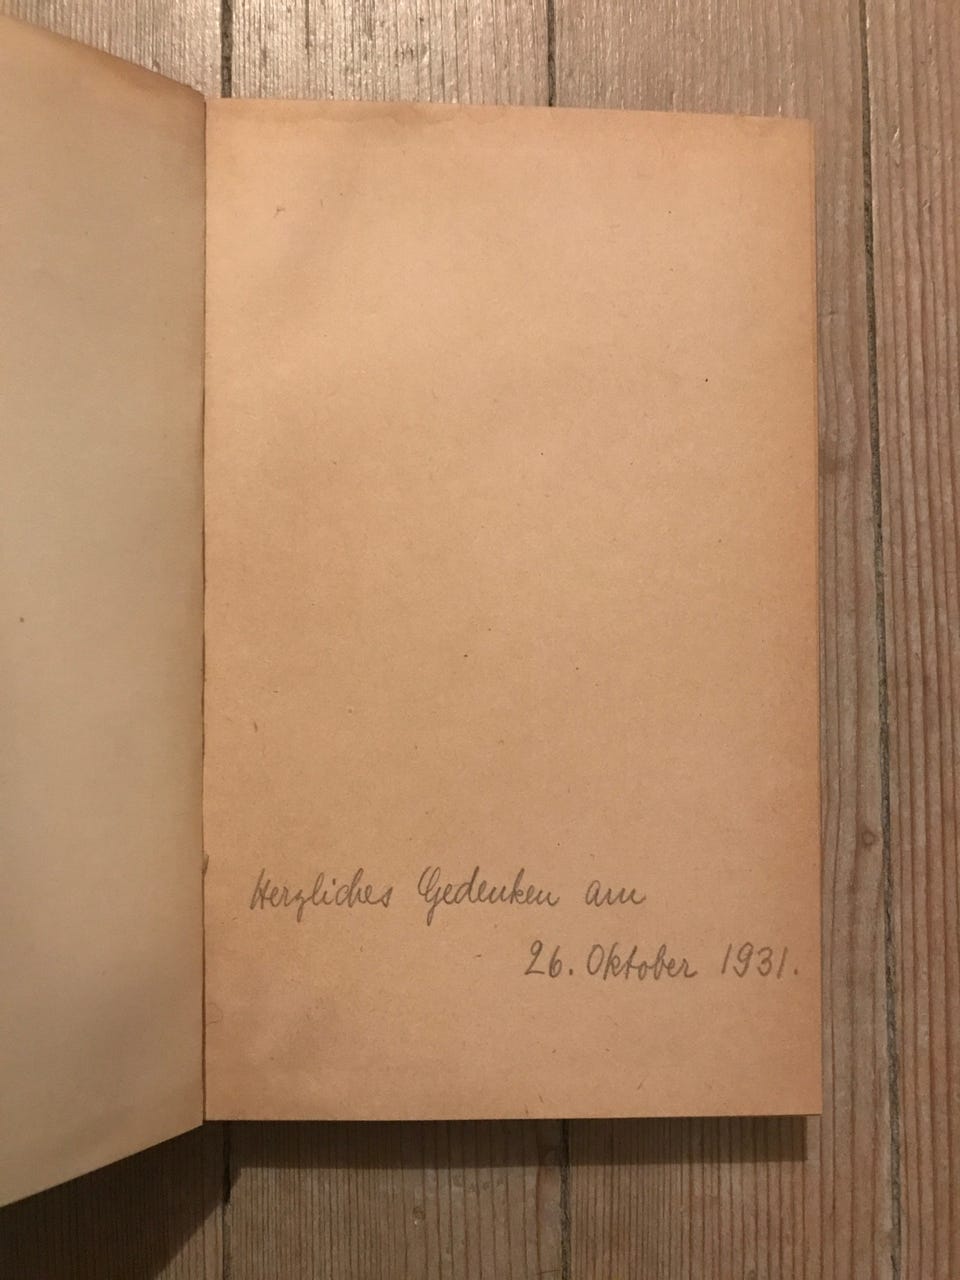 Herzliches Gedenken am
26. Oktober 1931.